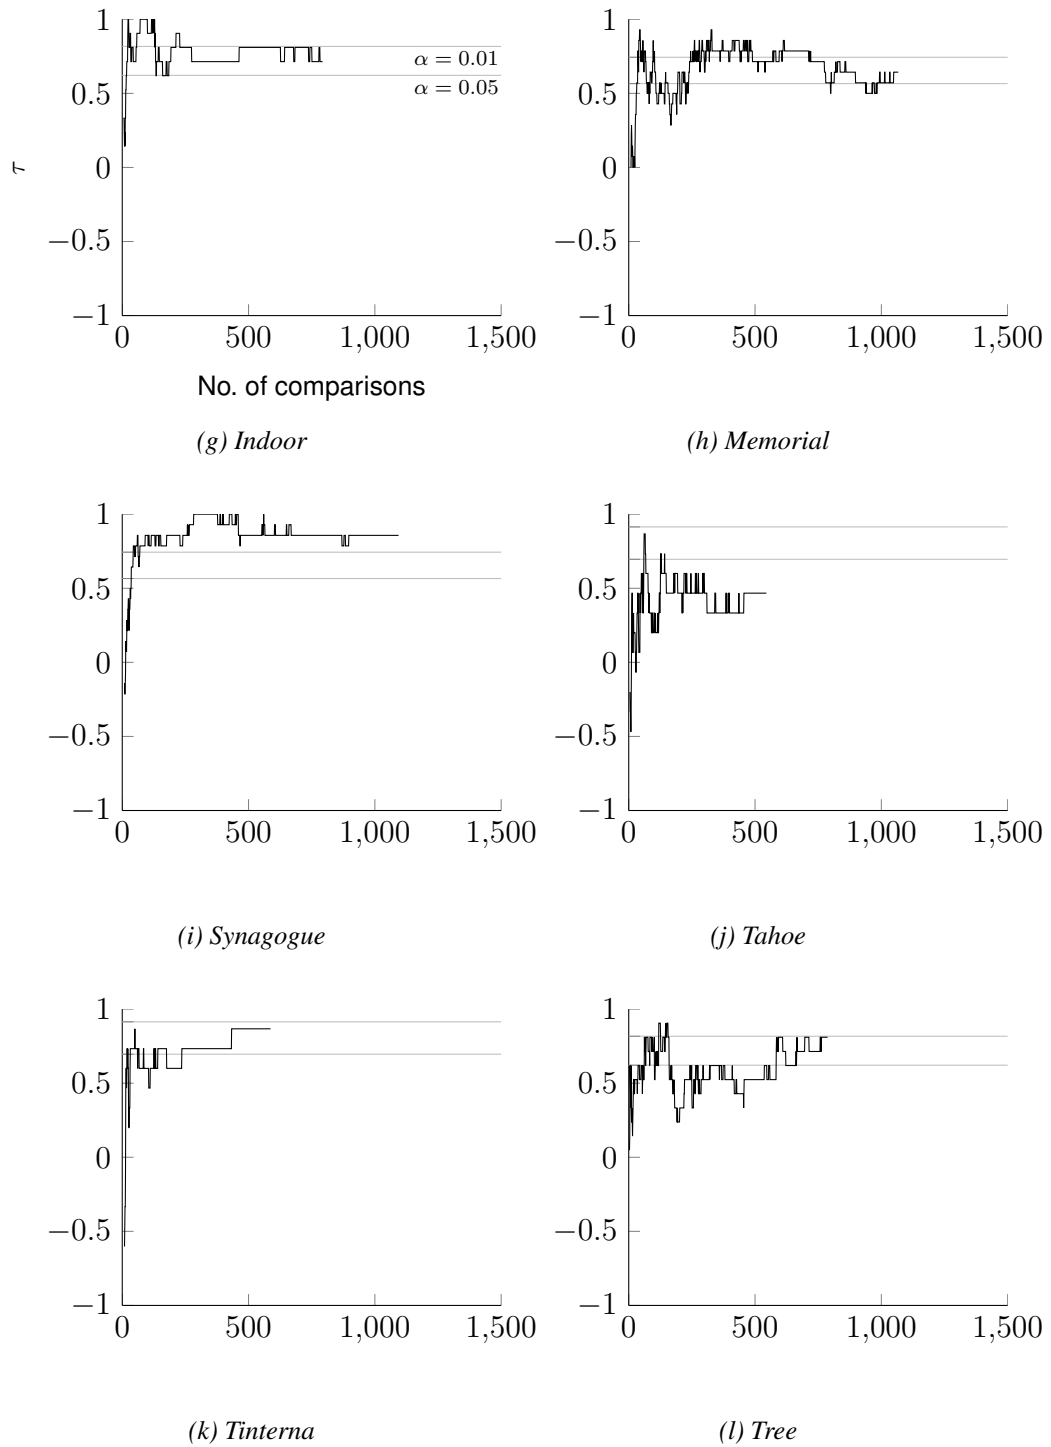 1
0.5
0
−0.5
−1
τ
α = 0.01
α = 0.05
0 500 1,000 1,500
No. of comparisons
(g) Indoor
1
0.5
0
−0.5
−1
0 500 1,000 1,500
(h) Memorial
1
0.5
0
−0.5
−1
0 500 1,000 1,500
(i) Synagogue
1
0.5
0
−0.5
−1
0 500 1,000 1,500
(j) Tahoe
1
0.5
0
−0.5
−1
0 500 1,000 1,500
(k) Tinterna
1
0.5
0
−0.5
−1
0 500 1,000 1,500
(l) Tree